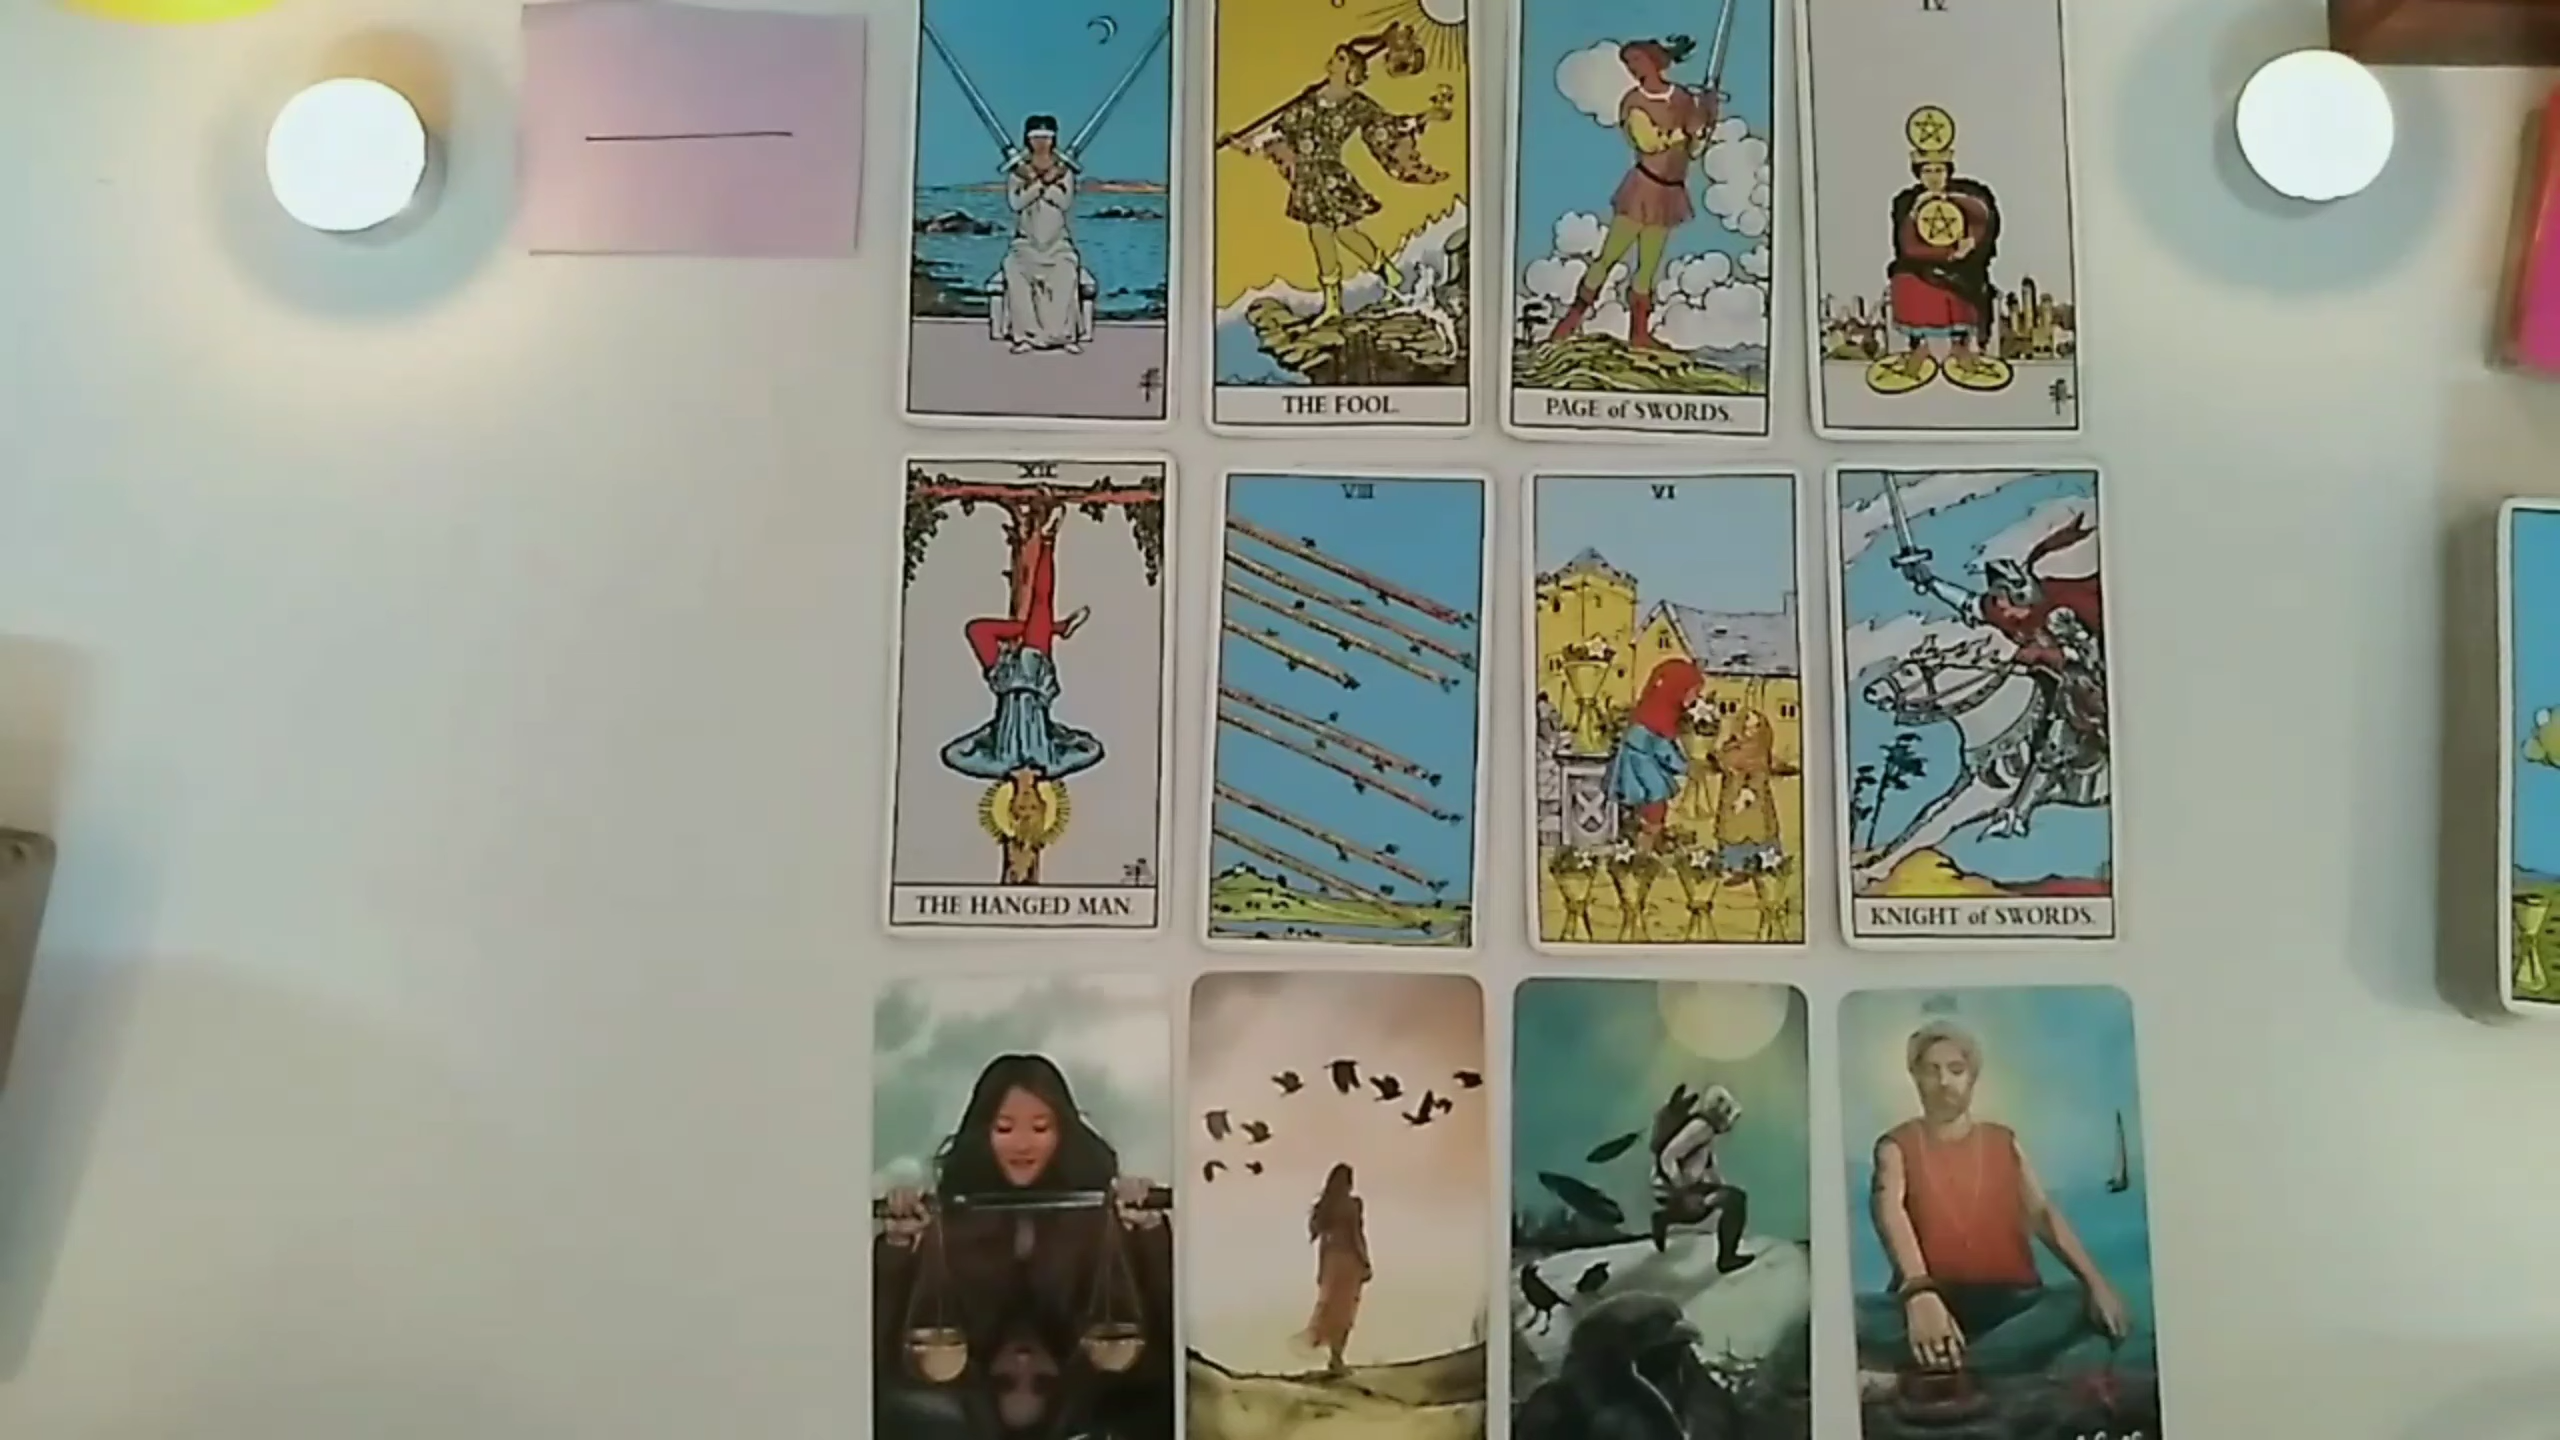 IV
THE FOOL.
PAGE of SWORDS.
XII
VIII
VI
THE HANGED MAN.
KNIGHT of SWORDS.